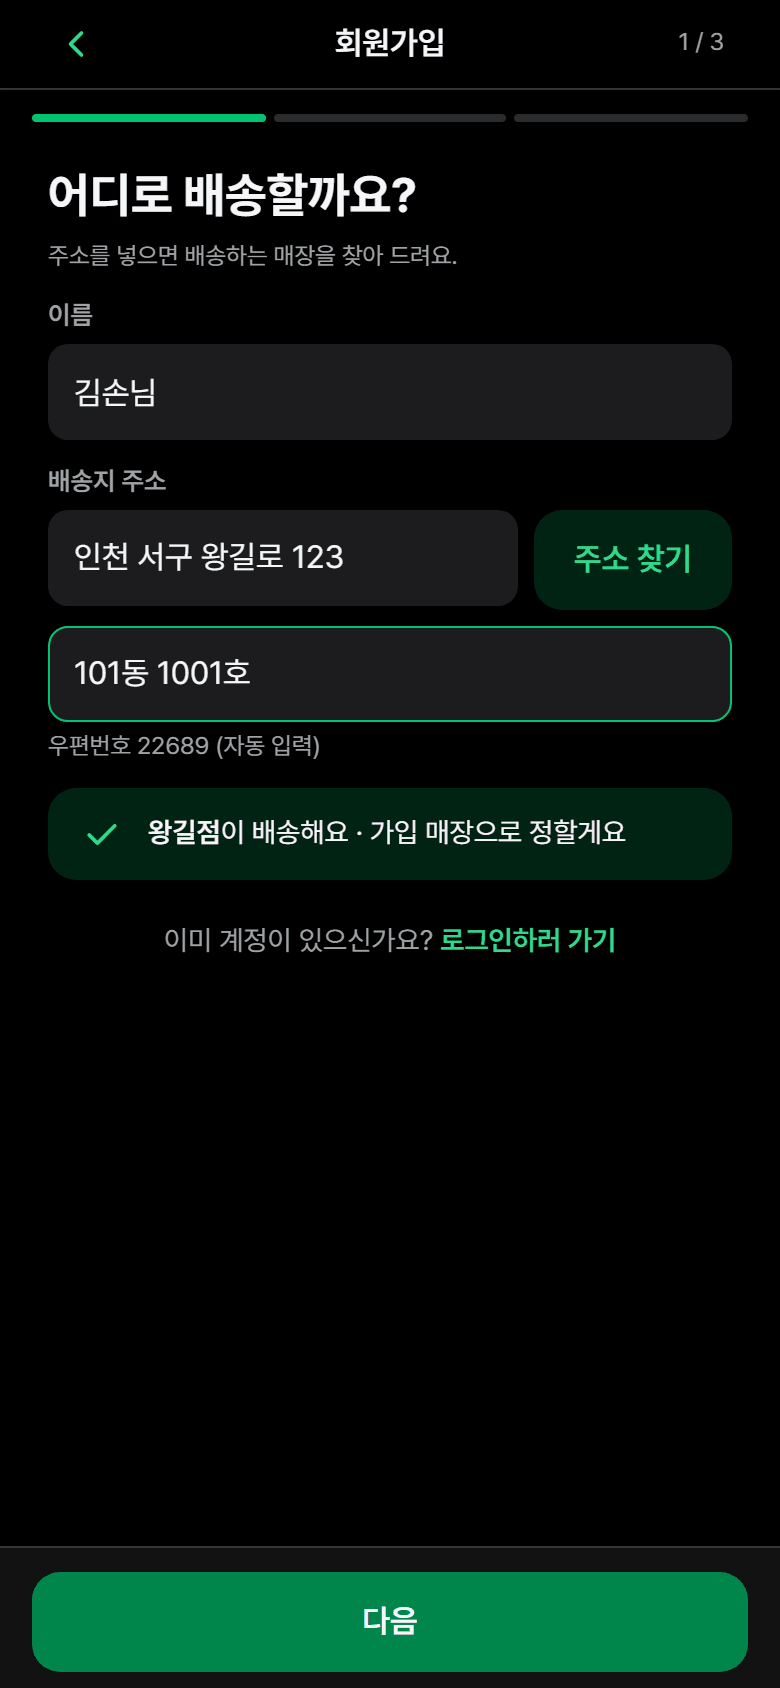 회원가입
1 / 3
어디로 배송할까요?
주소를 넣으면 배송하는 매장을 찾아 드려요.
이름
김손님
배송지 주소
인천 서구 왕길로 123
주소 찾기
101동 1001호
우편번호 22689 (자동 입력)
왕길점이 배송해요 · 가입 매장으로 정할게요
이미 계정이 있으신가요? 로그인하러 가기
다음